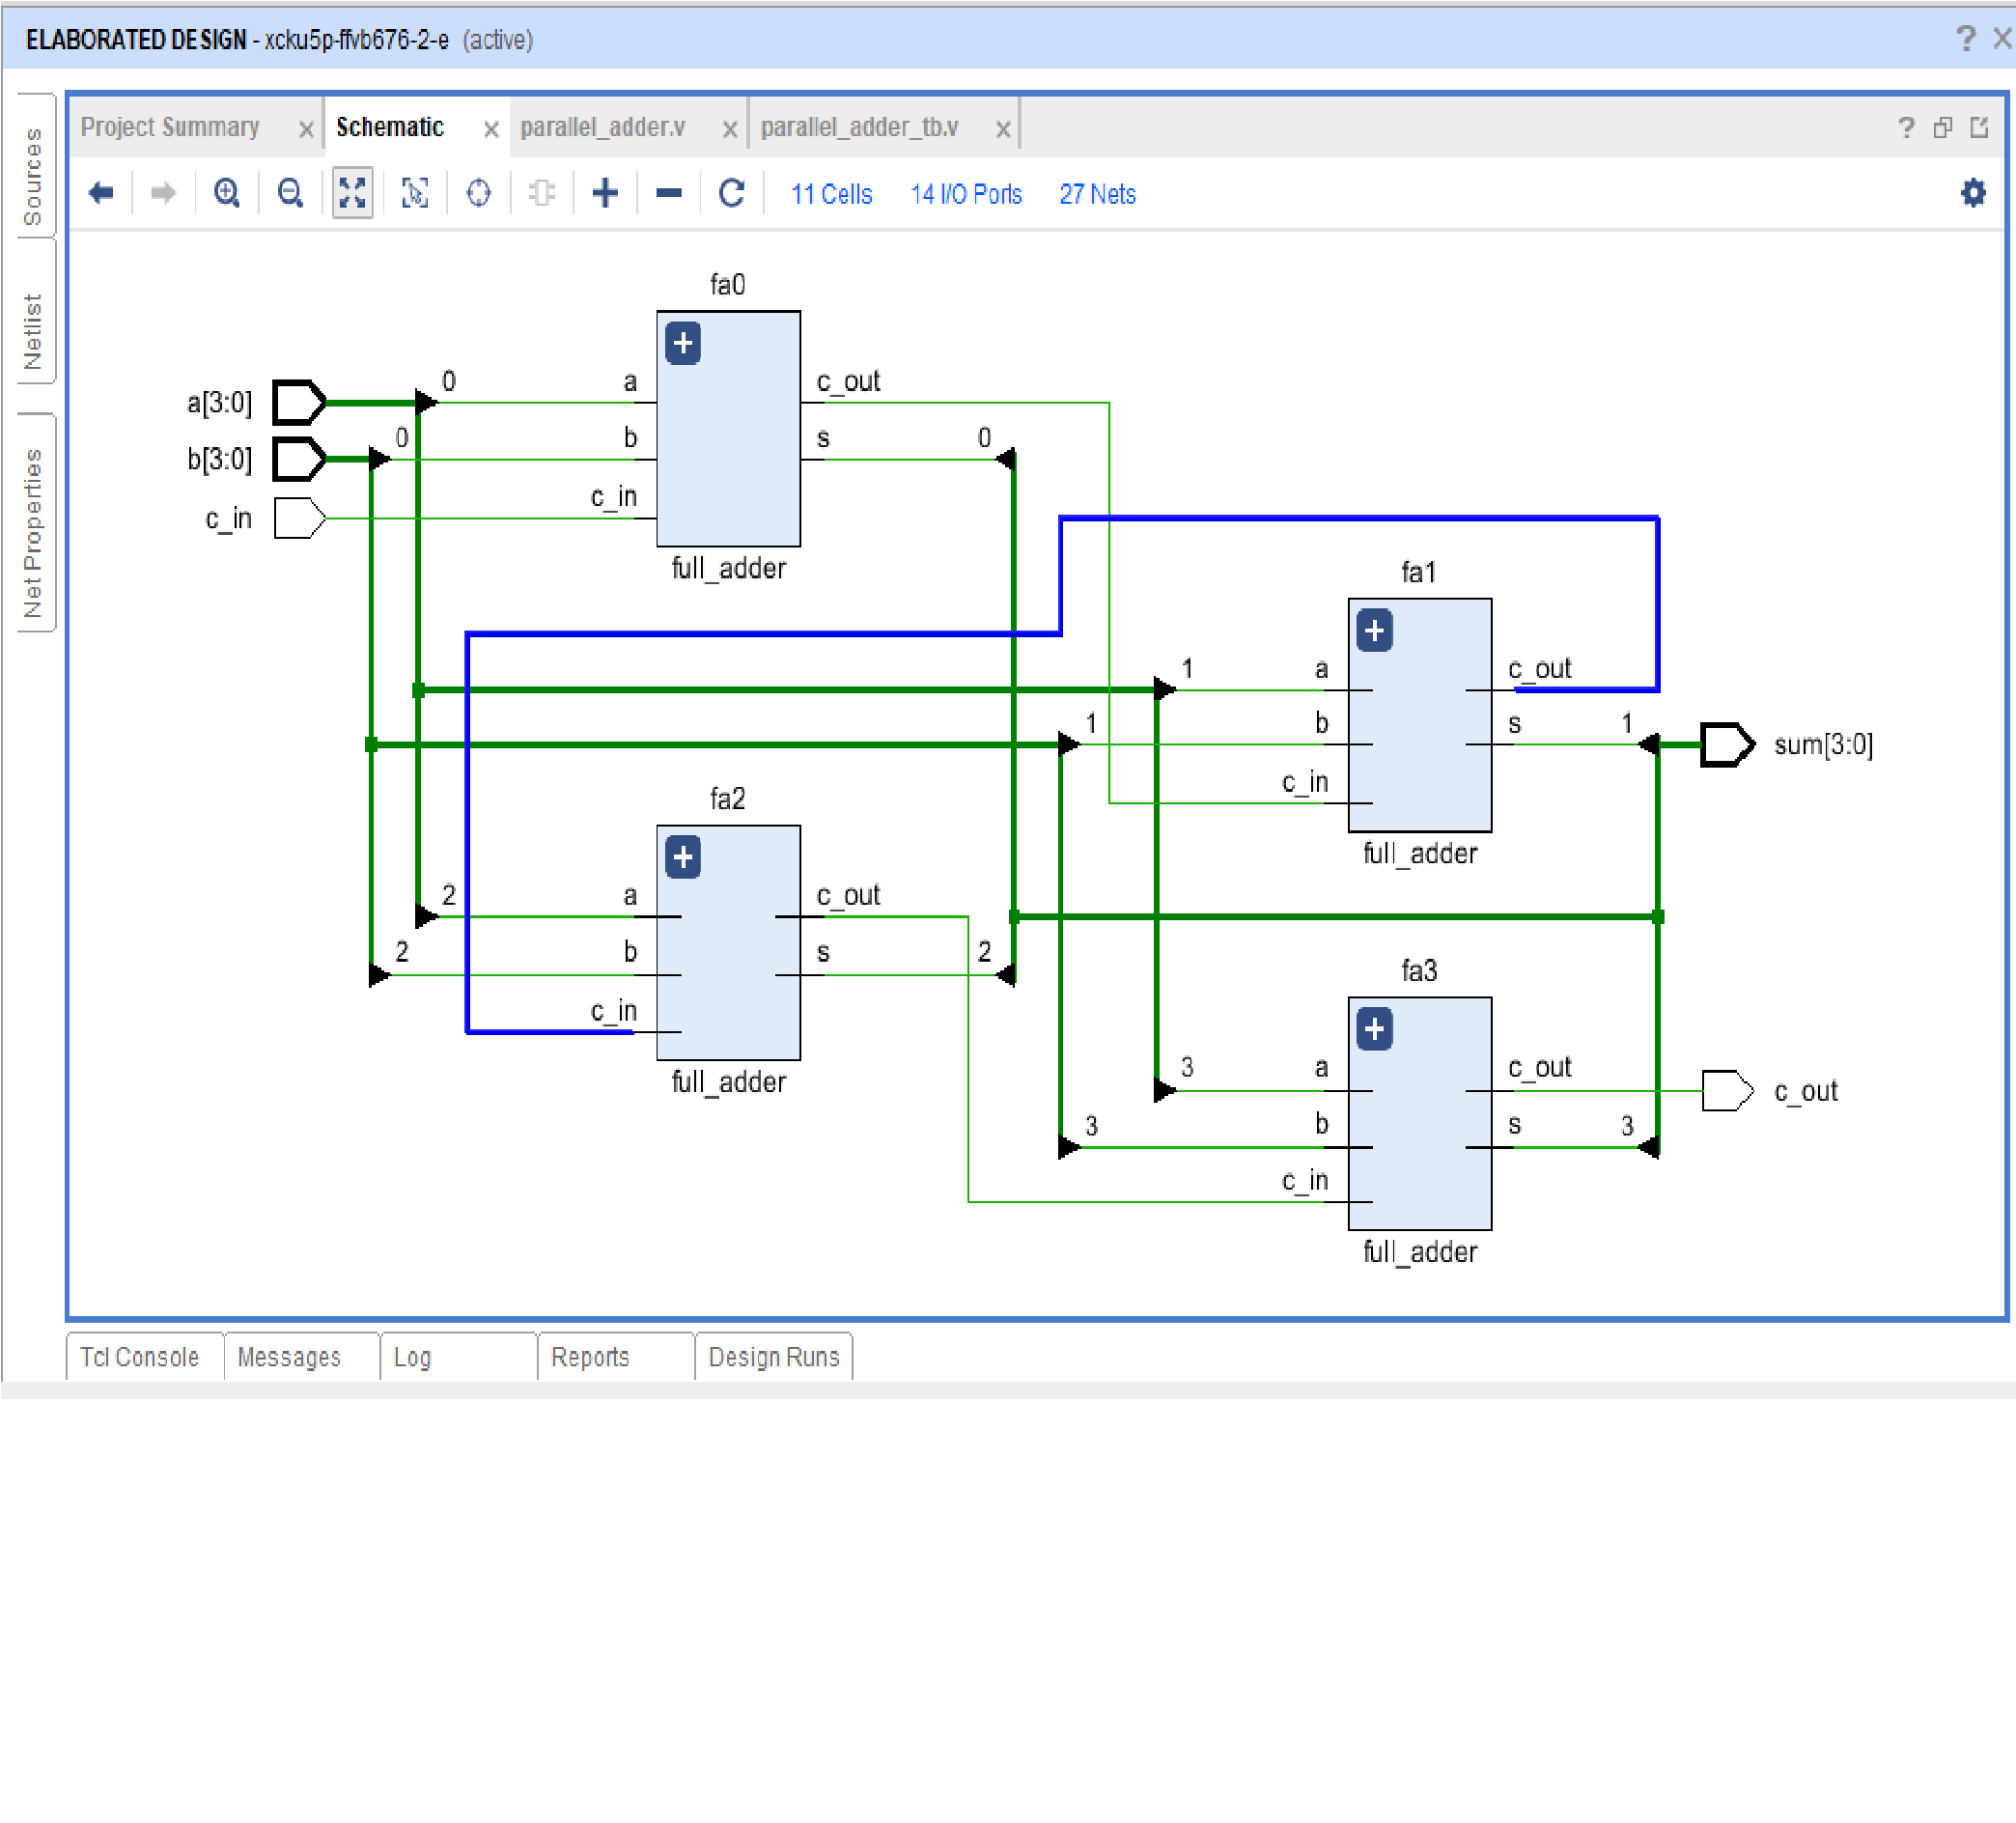 ELABORATED DESIGN - xcku5p-ffvb676-2-e (active)
? X
Sources
Netlist
Net Properties
Project Summary x Schematic x parallel_adder.v x parallel_adder_tb.v x ?
11 Cells 14 I/O Ports 27 Nets
fa0
a[3:0] 0 a c_out
b[3:0] 0 b s 0
c_in c_in
full_adder
fa1
1 a c_out
1 b s 1 sum[3:0]
c_in
full_adder
fa2
2 a c_out
2 b s 2
c_in
full_adder
fa3
3 a c_out c_out
3 b s 3
c_in
full_adder
Tcl Console Messages Log Reports Design Runs